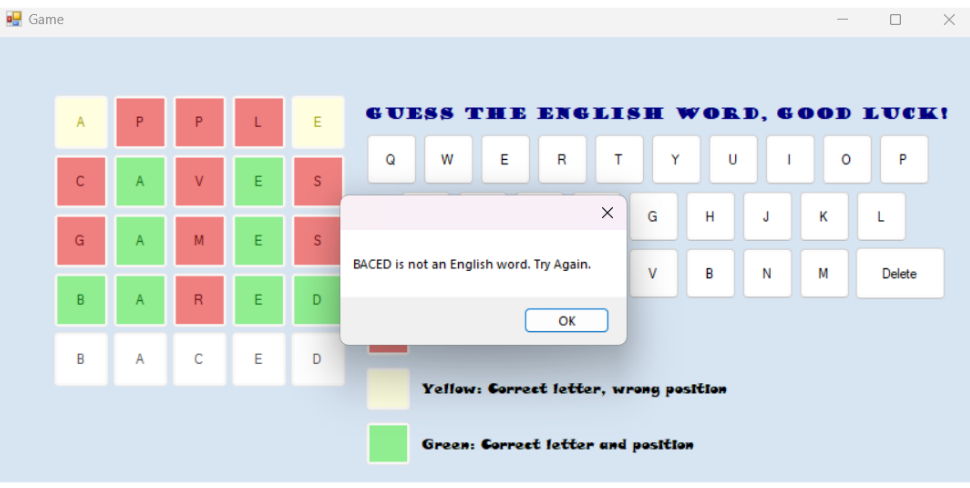 Game
GUESS THE ENGLISH WORD, GOOD LUCK!
A P P L E
Q W E R T Y U I O P
C A V E S
G H J K L
G A M E S
BACED is not an English word. Try Again.
V B N M Delete
B A R E D
OK
B A C E D
Yellow: Correct letter, wrong position
Green: Correct letter and position